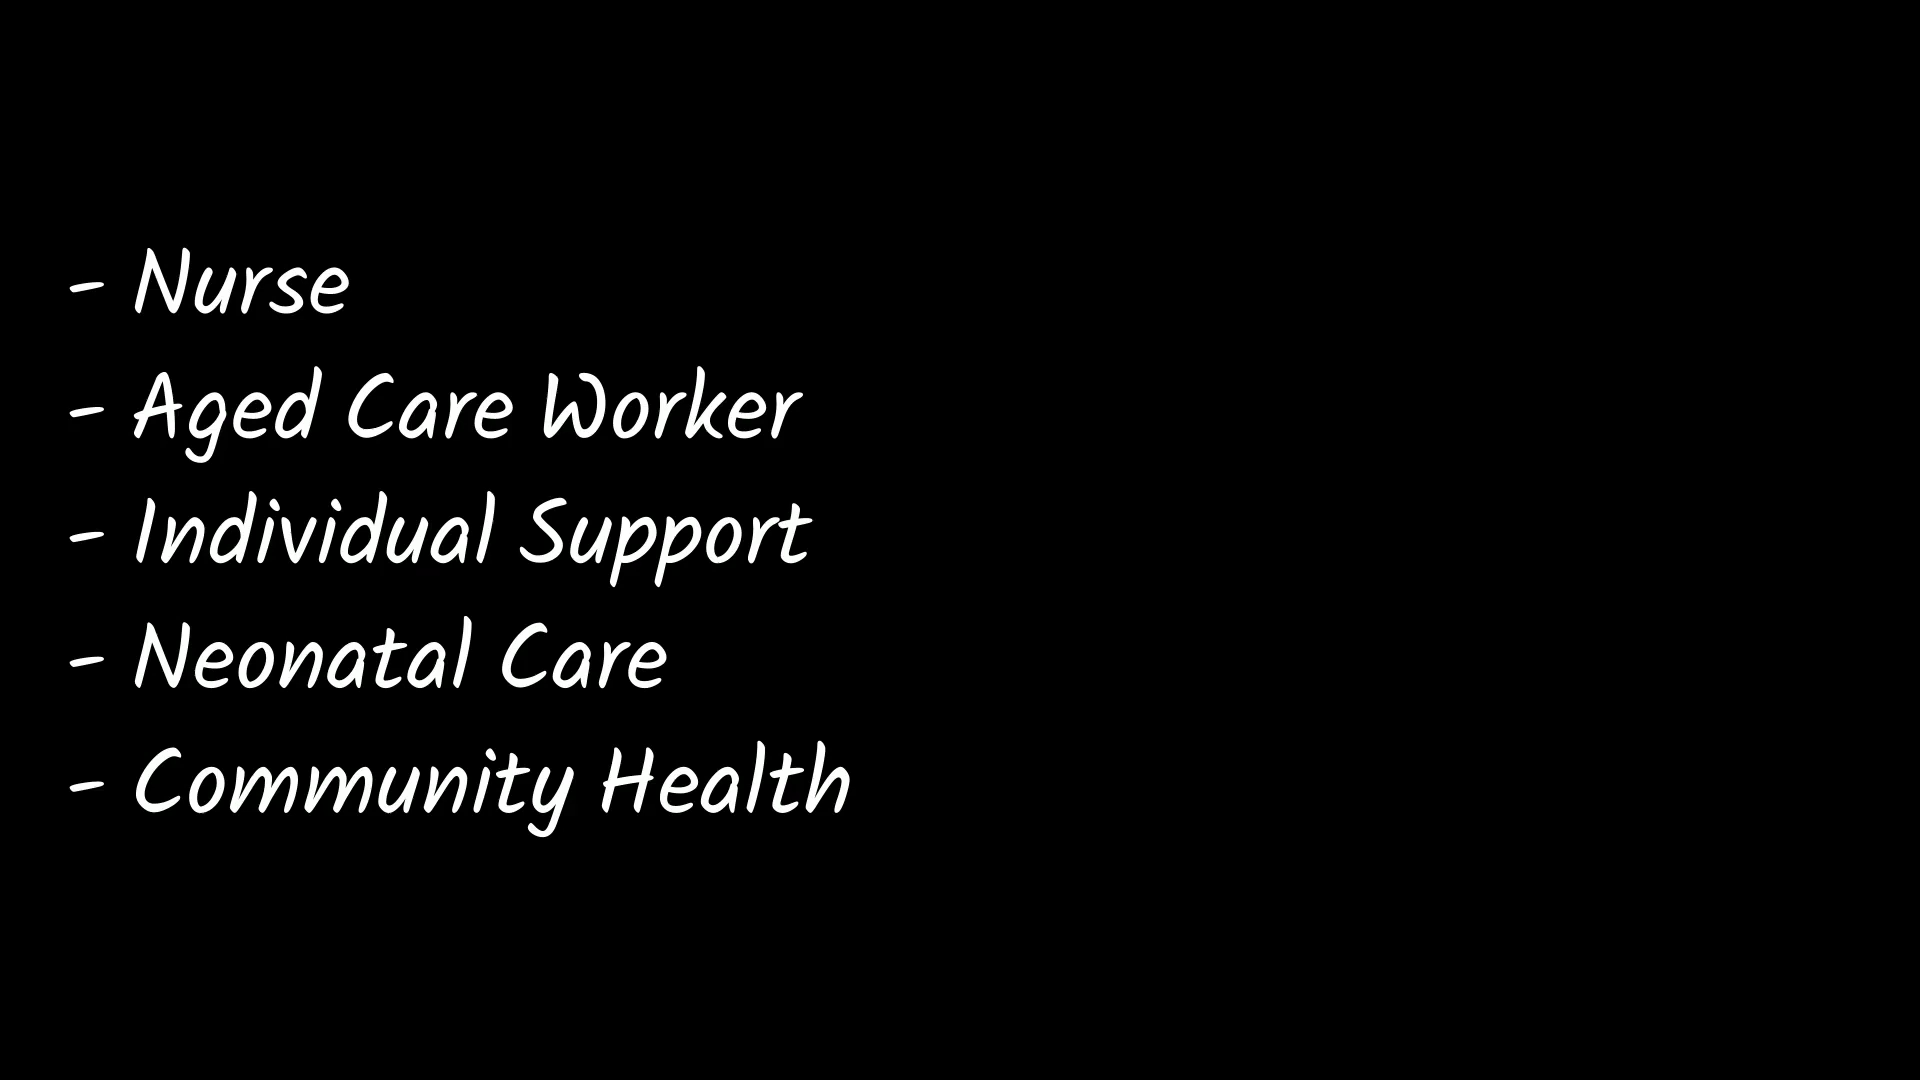 - Nurse
- Aged Care Worker
- Individual Support
- Neonatal Care
- Community Health